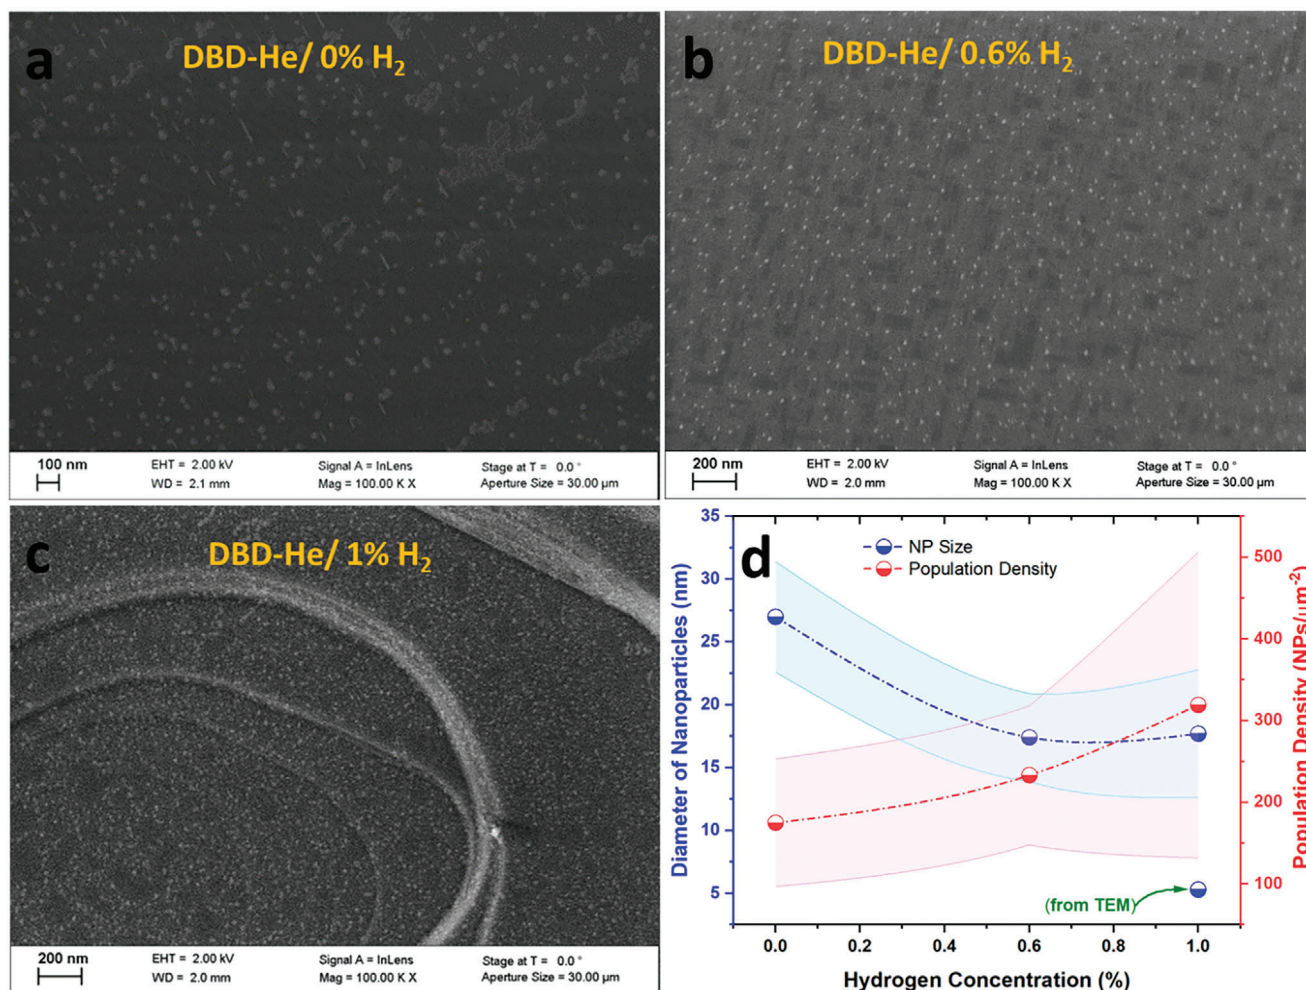 a
DBD-He/ 0% H₂
100 nm
EHT = 2.00 kV
WD = 2.1 mm
Signal A = InLens
Mag = 100.00 K X
Stage at T = 0.0 °
Aperture Size = 30.00 µm
b
DBD-He/ 0.6% H₂
200 nm
EHT = 2.00 kV
WD = 2.0 mm
Signal A = InLens
Mag = 100.00 K X
Stage at T = 0.0 °
Aperture Size = 30.00 µm
c
DBD-He/ 1% H₂
200 nm
EHT = 2.00 kV
WD = 2.0 mm
Signal A = InLens
Mag = 100.00 K X
Stage at T = 0.0 °
Aperture Size = 30.00 µm
d
NP Size
Population Density
Diameter of Nanoparticles (nm)
35
30
25
20
15
10
5
Population Density (NPs/µm⁻²)
500
400
300
200
100
(from TEM)
0.0 0.2 0.4 0.6 0.8 1.0
Hydrogen Concentration (%)